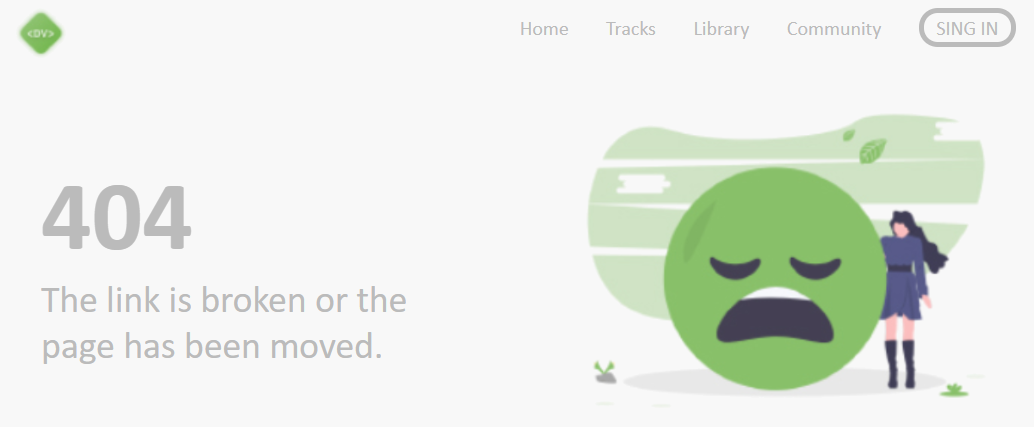 <DV>
Home Tracks Library Community SING IN
404
The link is broken or the
page has been moved.